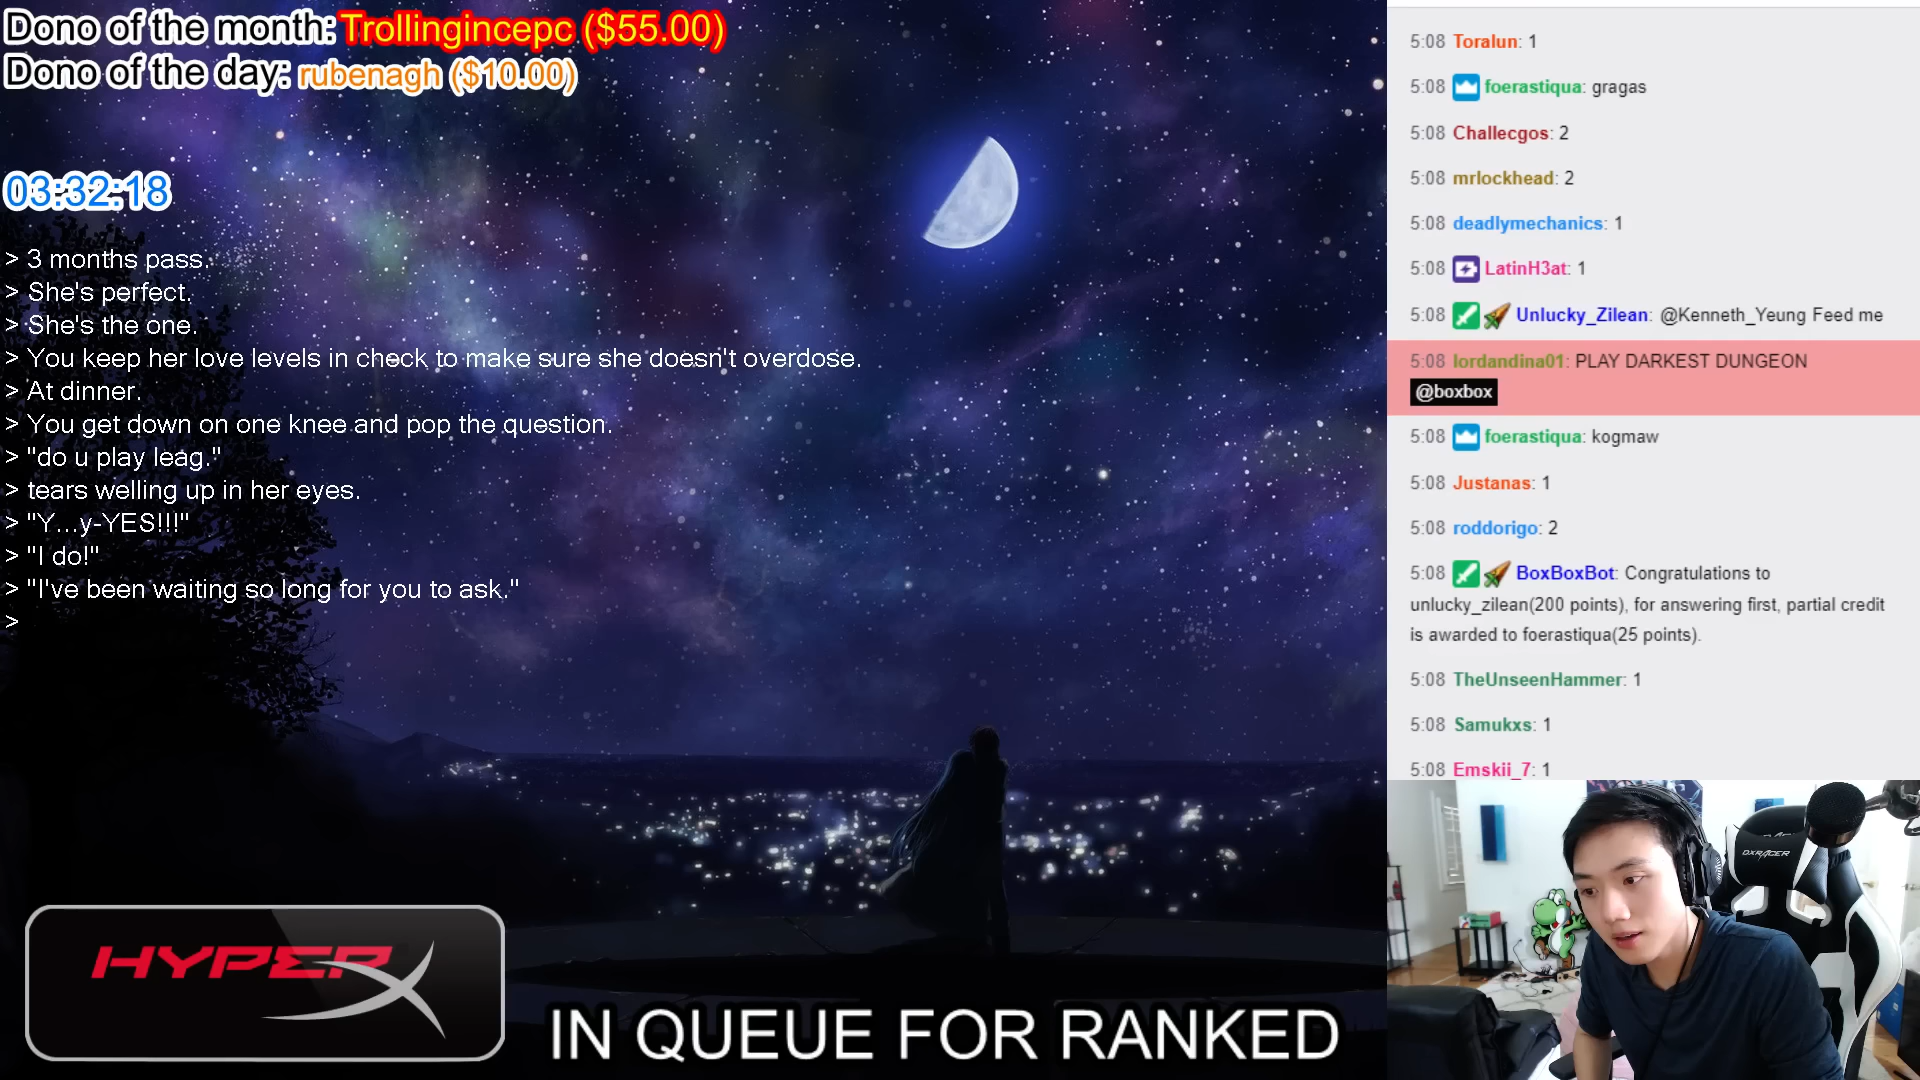 Dono of the month: Trollingincepc ($55.00)
Dono of the day: rubenagh ($10.00)
03:32:18
> 3 months pass.
> She's perfect.
> She's the one.
> You keep her love levels in check to make sure she doesn't overdose.
> At dinner.
> You get down on one knee and pop the question.
> "do u play leag."
> tears welling up in her eyes.
> "Y...y-YES!!!"
> "I do!"
> "I've been waiting so long for you to ask."
>
HYPERX
IN QUEUE FOR RANKED
5:08 Toralun: 1
5:08 foerastiqua: gragas
5:08 Challecgos: 2
5:08 mrlockhead: 2
5:08 deadlymechanics: 1
5:08 LatinH3at: 1
5:08 Unlucky_Zilean: @Kenneth_Yeung Feed me
5:08 lordandina01: PLAY DARKEST DUNGEON
@boxbox
5:08 foerastiqua: kogmaw
5:08 Justanas: 1
5:08 roddorigo: 2
5:08 BoxBoxBot: Congratulations to
unlucky_zilean(200 points), for answering first, partial credit
is awarded to foerastiqua(25 points).
5:08 TheUnseenHammer: 1
5:08 Samukxs: 1
5:08 Emskii_7: 1
DXRACER